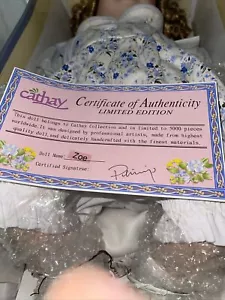 cathay
Certificate of Authenticity
LIMITED EDITION
This doll belongs to Cathay Collection and is limited to 5000 pieces
worldwide. It was designed by professional artists, made from highest
quality doll and delicately handcrafted with the finest materials.
Doll Name: Zoe
Certified Signature: